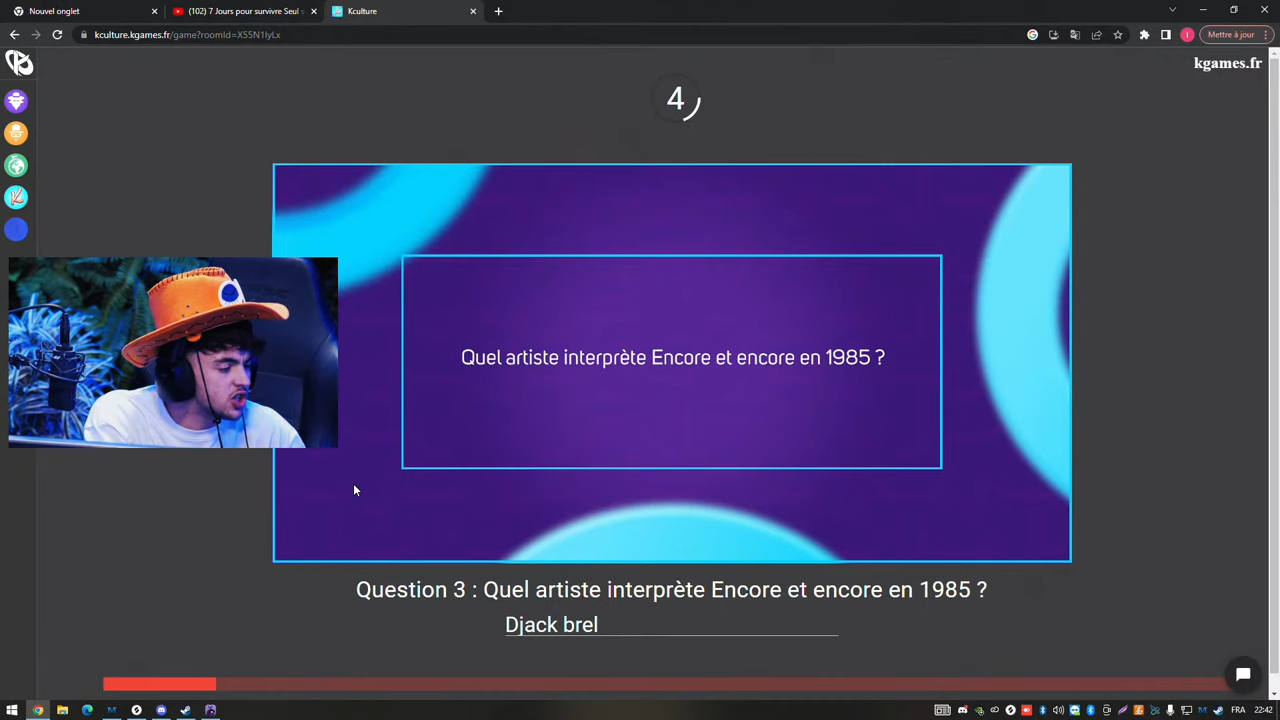 Nouvel onglet
(102) 7 Jours pour survivre Seul s
Kculture
kculture.kgames.fr/game?roomId=X55N1lyLx
I
Mettre à jour
kgames.fr
4
Quel artiste interprète Encore et encore en 1985 ?
Question 3 : Quel artiste interprète Encore et encore en 1985 ?
Djack brel
FRA
22:42